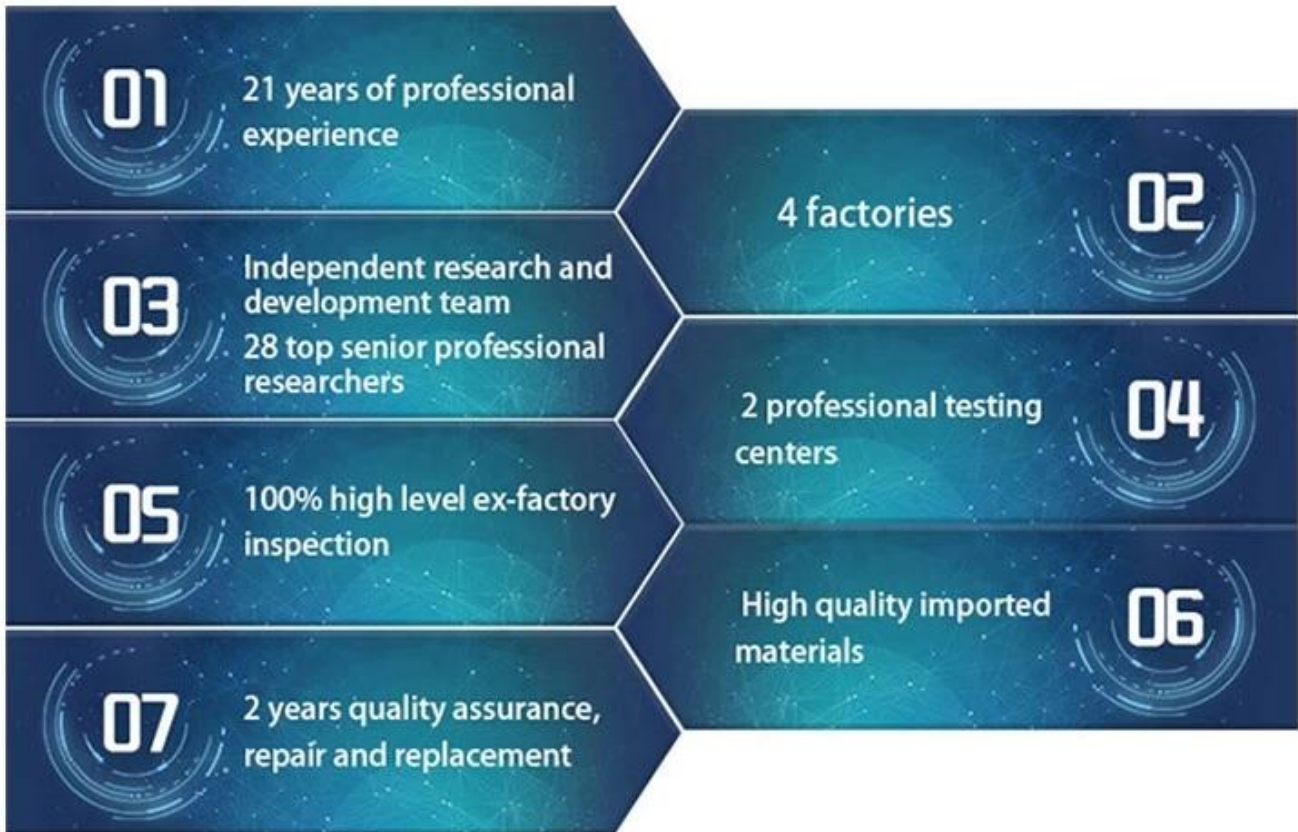 01
21 years of professional
experience
02
4 factories
03
Independent research and
development team
28 top senior professional
researchers
04
2 professional testing
centers
05
100% high level ex-factory
inspection
06
High quality imported
materials
07
2 years quality assurance,
repair and replacement